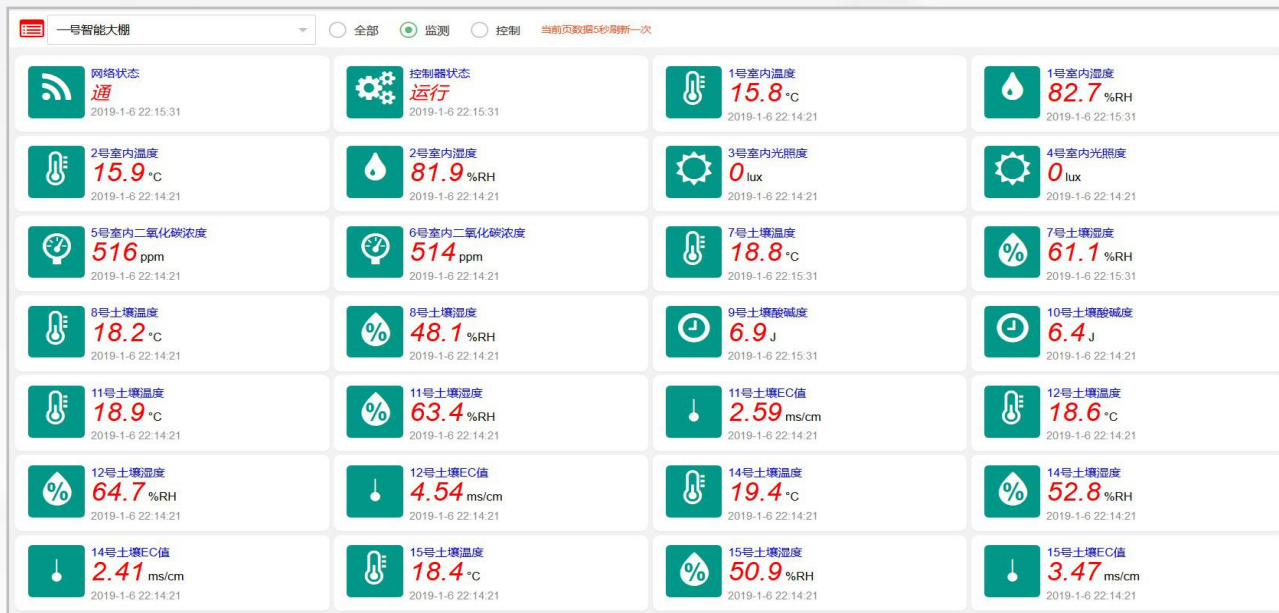 一号智能大棚 全部 监测 控制 当前页数据5秒刷新一次
网络状态
通
2019-1-6 22:15:31
控制器状态
运行
2019-1-6 22:15:31
1号室内温度
15.8 °C
2019-1-6 22:14:21
1号室内湿度
82.7 %RH
2019-1-6 22:15:31
2号室内温度
15.9 °C
2019-1-6 22:14:21
2号室内湿度
81.9 %RH
2019-1-6 22:14:21
3号室内光照度
0 lux
2019-1-6 22:14:21
4号室内光照度
0 lux
2019-1-6 22:14:21
5号室内二氧化碳浓度
516 ppm
2019-1-6 22:14:21
6号室内二氧化碳浓度
514 ppm
2019-1-6 22:14:21
7号土壤温度
18.8 °C
2019-1-6 22:15:31
7号土壤湿度
61.1 %RH
2019-1-6 22:15:31
8号土壤温度
18.2 °C
2019-1-6 22:14:21
8号土壤湿度
48.1 %RH
2019-1-6 22:14:21
9号土壤酸碱度
6.9 J
2019-1-6 22:15:31
10号土壤酸碱度
6.4 J
2019-1-6 22:14:21
11号土壤温度
18.9 °C
2019-1-6 22:14:21
11号土壤湿度
63.4 %RH
2019-1-6 22:14:21
11号土壤EC值
2.59 ms/cm
2019-1-6 22:14:21
12号土壤温度
18.6 °C
2019-1-6 22:14:21
12号土壤湿度
64.7 %RH
2019-1-6 22:14:21
12号土壤EC值
4.54 ms/cm
2019-1-6 22:14:21
14号土壤温度
19.4 °C
2019-1-6 22:14:21
14号土壤湿度
52.8 %RH
2019-1-6 22:14:21
14号土壤EC值
2.41 ms/cm
2019-1-6 22:14:21
15号土壤温度
18.4 °C
2019-1-6 22:14:21
15号土壤湿度
50.9 %RH
2019-1-6 22:14:21
15号土壤EC值
3.47 ms/cm
2019-1-6 22:14:21